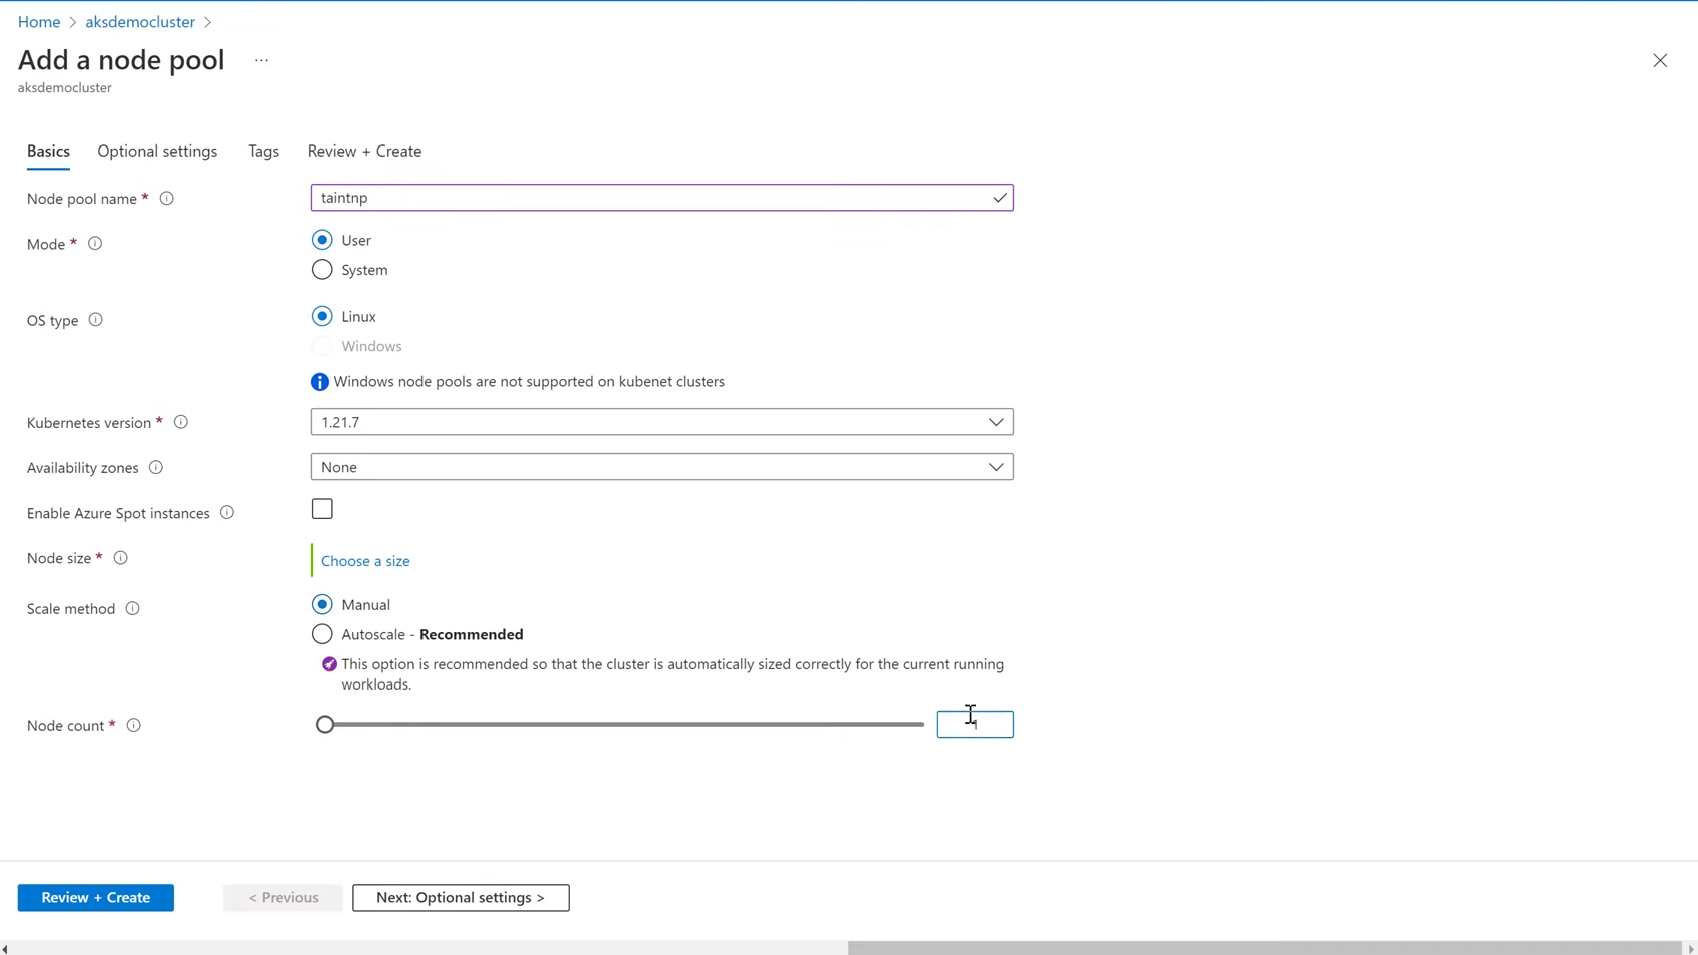 Home > aksdemocluster >
Add a node pool ...
aksdemocluster
Basics Optional settings Tags Review + Create
Node pool name * taintnp
Mode * User
System
OS type Linux
Windows
Windows node pools are not supported on kubenet clusters
Kubernetes version * 1.21.7
Availability zones None
Enable Azure Spot instances
Node size * Choose a size
Scale method Manual
Autoscale - Recommended
This option is recommended so that the cluster is automatically sized correctly for the current running
workloads.
Node count *
Review + Create < Previous Next: Optional settings >